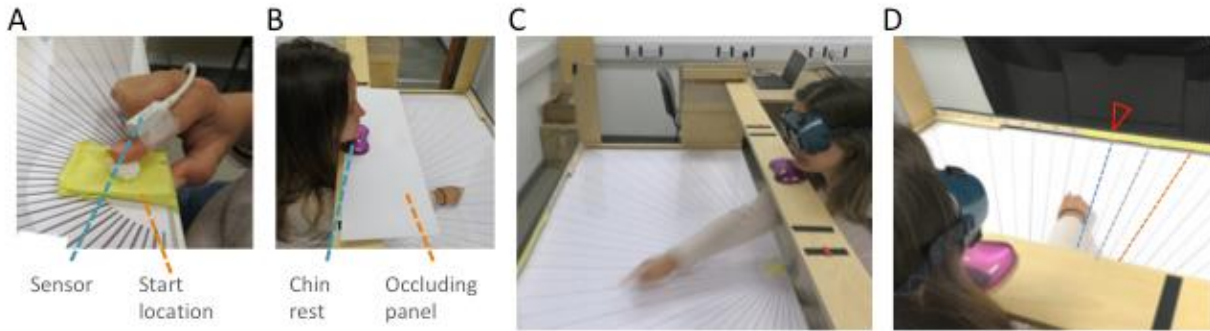 A
B
C
D
Sensor
Start
location
Chin
rest
Occluding
panel